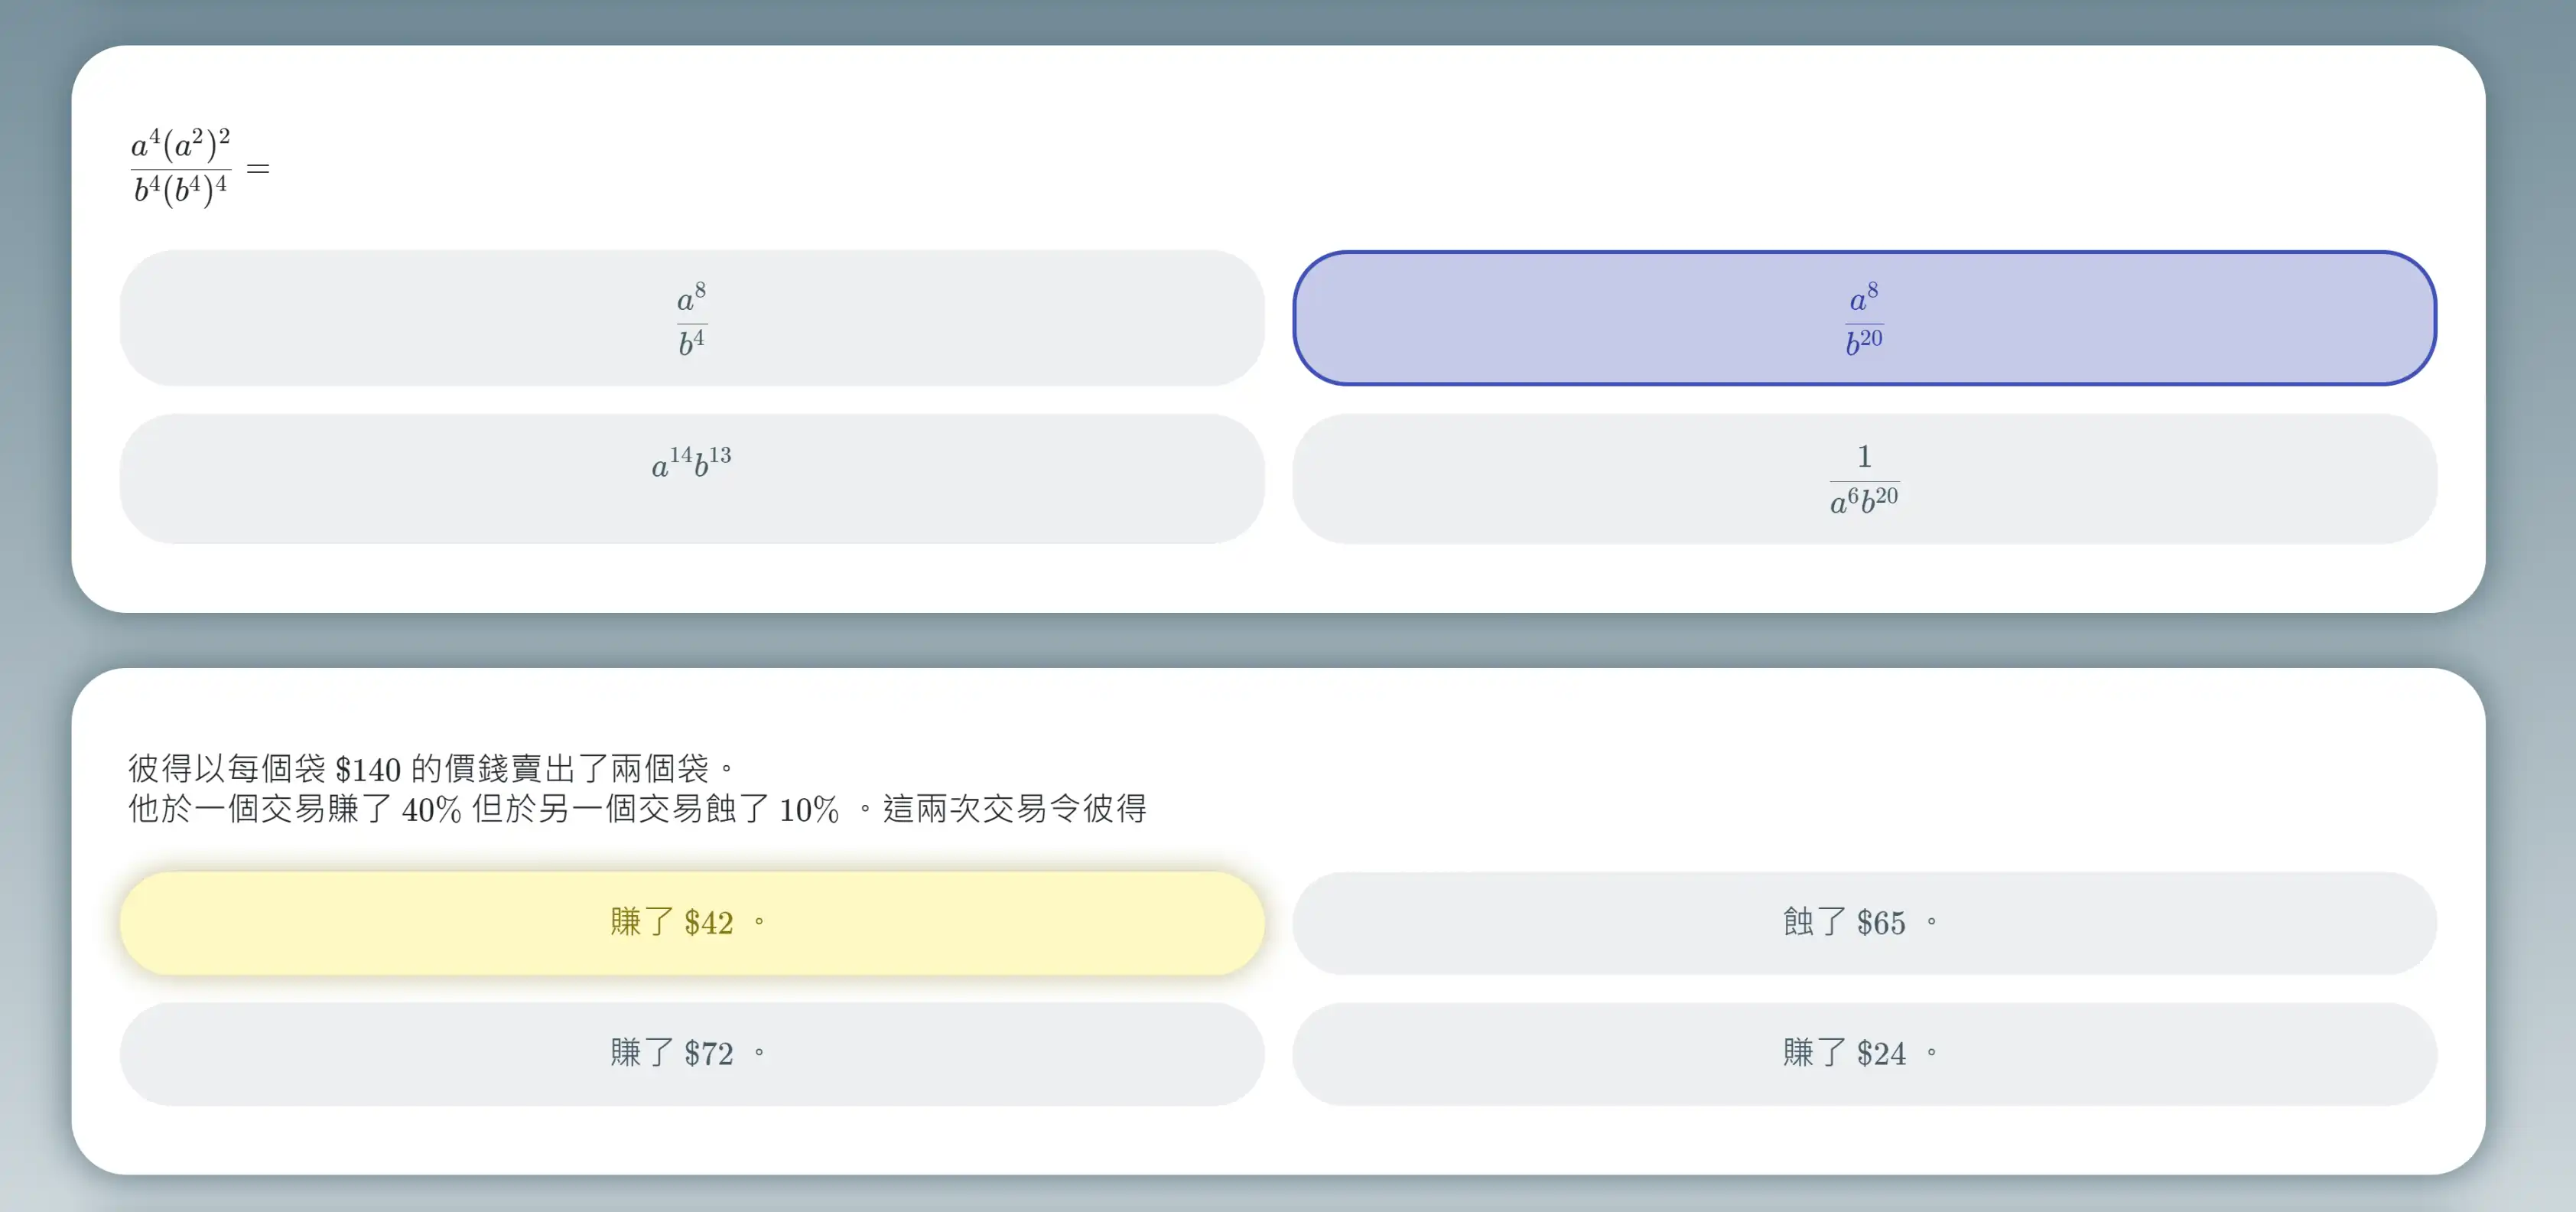 \frac{a^4(a^2)^2}{b^4(b^4)^4} =
\frac{a^8}{b^4}
\frac{a^8}{b^{20}}
a^{14}b^{13}
\frac{1}{a^6b^{20}}
彼得以每個袋 $140 的價錢賣出了兩個袋。
他於一個交易賺了 40% 但於另一個交易蝕了 10% 。這兩次交易令彼得
賺了 $42 。
蝕了 $65 。
賺了 $72 。
賺了 $24 。